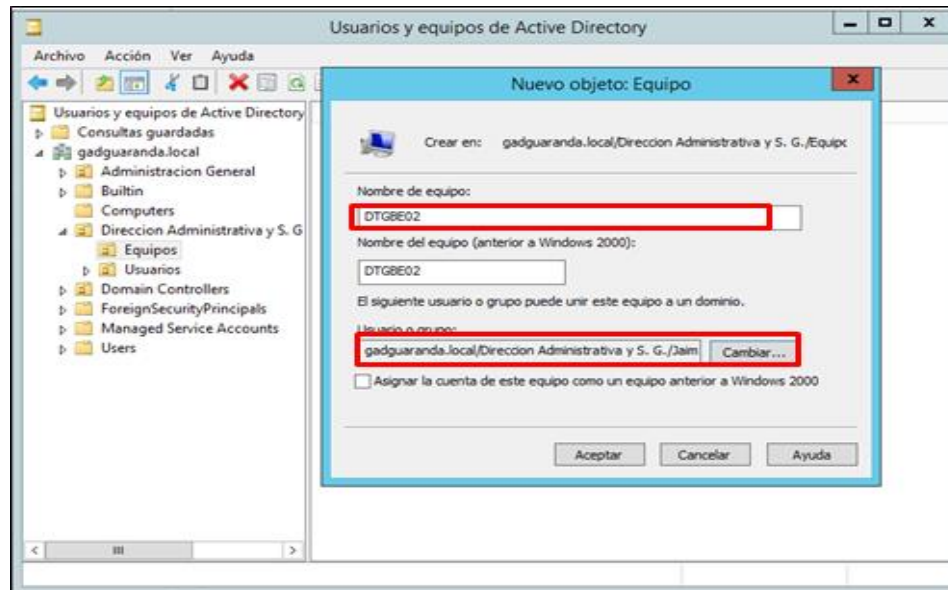 Usuarios y equipos de Active Directory
Archivo Acción Ver Ayuda
Usuarios y equipos de Active Directory
Consultas guardadas
gadguaranda.local
Administracion General
Builtin
Computers
Direccion Administrativa y S. G
Equipos
Usuarios
Domain Controllers
ForeignSecurityPrincipals
Managed Service Accounts
Users
Nuevo objeto: Equipo
Crear en: gadguaranda.local/Direccion Administrativa y S. G./Equipc
Nombre de equipo:
DTGBE02
Nombre del equipo (anterior a Windows 2000):
DTGBE02
El siguiente usuario o grupo puede unir este equipo a un dominio.
Usuario o grupo:
gadguaranda.local/Direccion Administrativa y S. G./Jaim Cambiar...
Asignar la cuenta de este equipo como un equipo anterior a Windows 2000
Aceptar Cancelar Ayuda